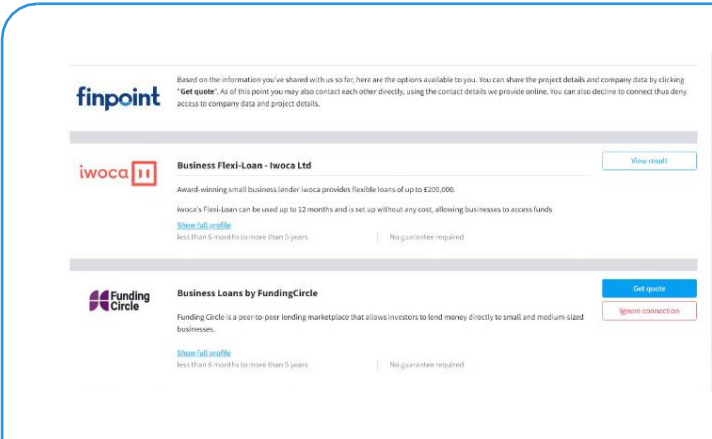 finpoint
Based on the information you've shared with us so far, here are the options available to you. You can share the project details and company data by clicking
"Get quote". As of this point you may also contact each other directly, using the contact details we provide online. You can also decline to connect thus deny
access to company data and project details.
iwoca
Business Flexi-Loan - Iwoca Ltd
View result
Award-winning small business lender iwoca provides flexible loans of up to £200,000.
iwoca's Flexi-Loan can be used up to 12 months and is set up without any cost, allowing businesses to access funds
Show full profile
less than 6 months to more than 5 years
No guarantee required
Funding
Circle
Business Loans by FundingCircle
Get quote
Ignore connection
Funding Circle is a peer-to-peer lending marketplace that allows investors to lend money directly to small and medium-sized
businesses.
Show full profile
less than 6 months to more than 5 years
No guarantee required